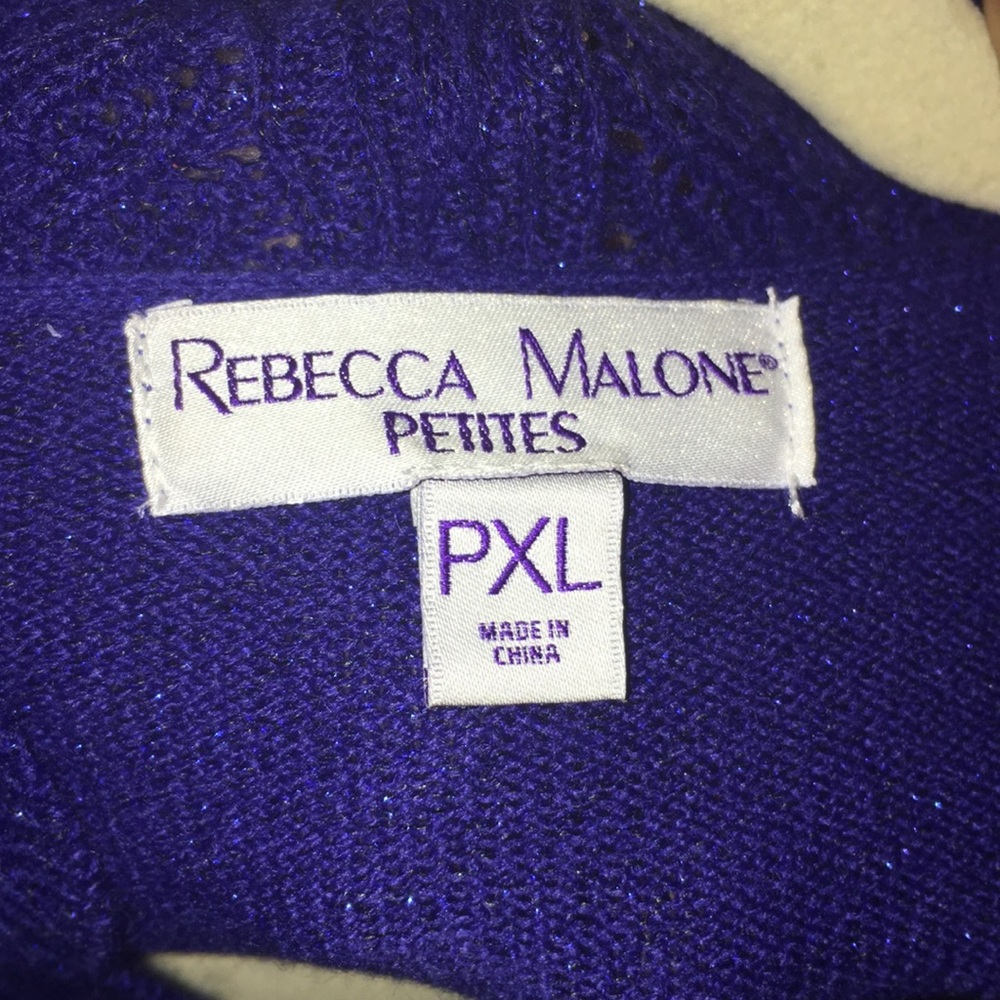 REBECCA MALONE®
PETITES
PXL
MADE IN
CHINA